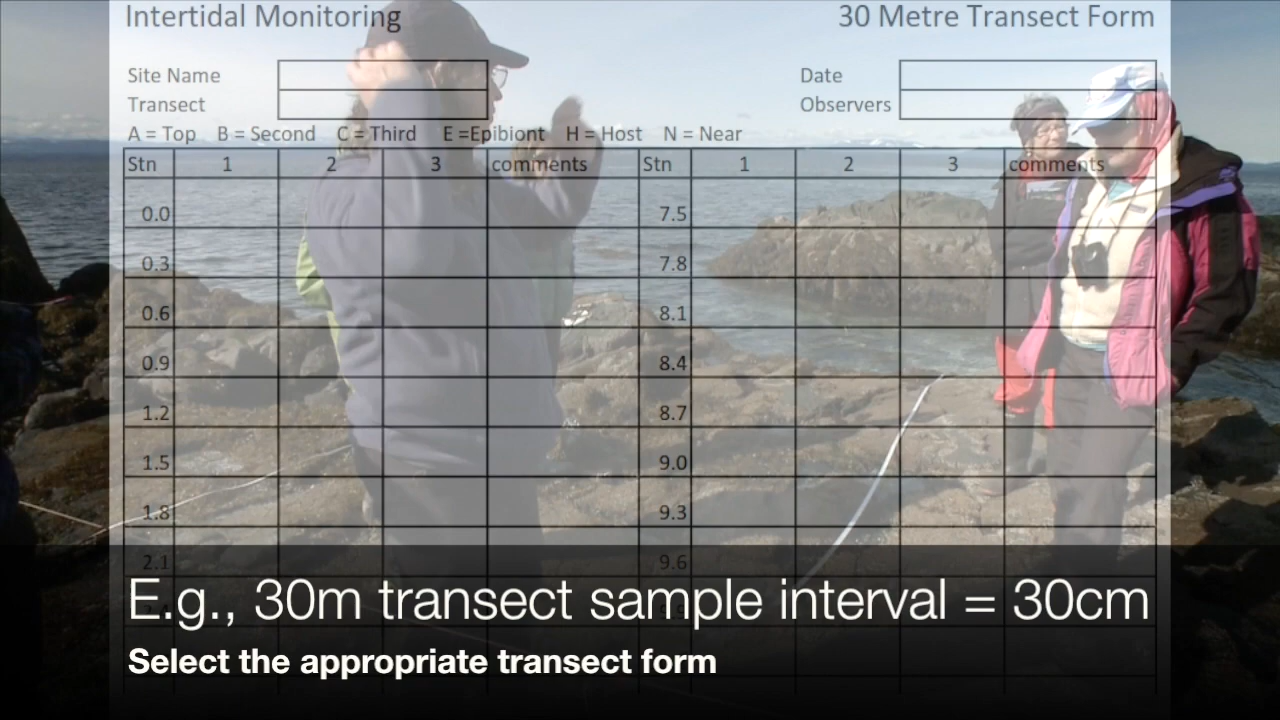 Intertidal Monitoring 30 Metre Transect Form
Site Name Date
Transect Observers
A = Top B = Second C = Third E =Epibiont H = Host N = Near
Stn 1 2 3 comments Stn 1 2 3 comments
0.0 7.5
0.3 7.8
0.6 8.1
0.9 8.4
1.2 8.7
1.5 9.0
1.8 9.3
2.1 9.6
E.g., 30m transect sample interval = 30cm
Select the appropriate transect form